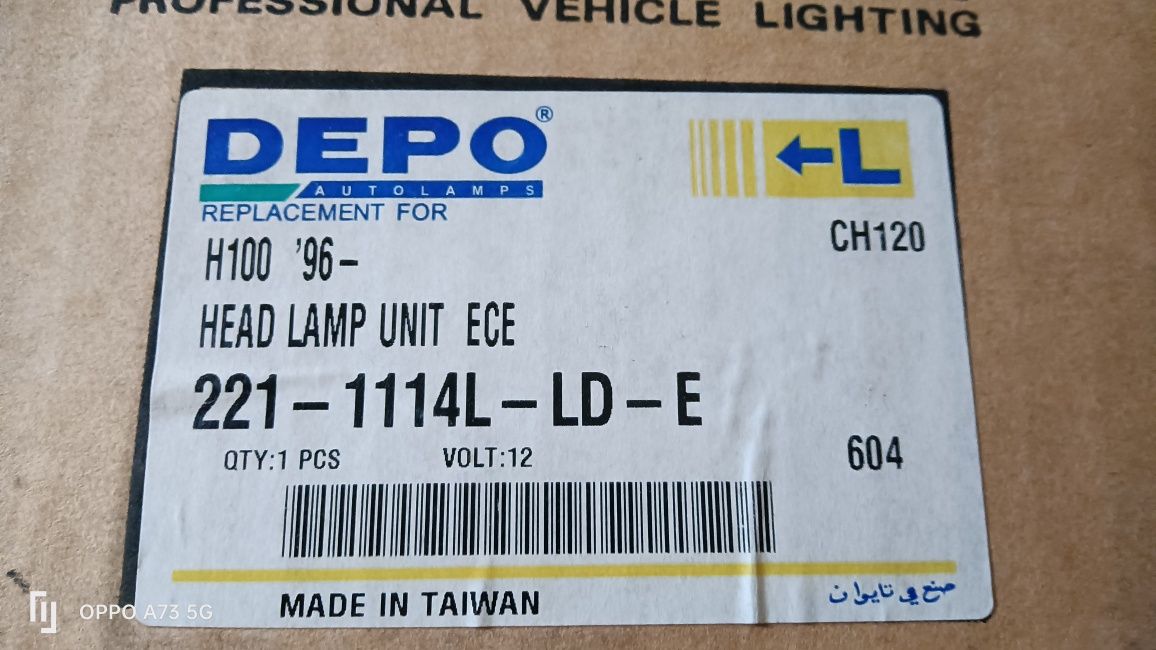 PROFESSIONAL VEHICLE LIGHTING
DEPO®
AUTOLAMPS
L
REPLACEMENT FOR
CH120
H100 '96-
HEAD LAMP UNIT ECE
221-1114L-LD-E
QTY:1 PCS VOLT:12
604
MADE IN TAIWAN
صنع في تايوان
OPPO A73 5G